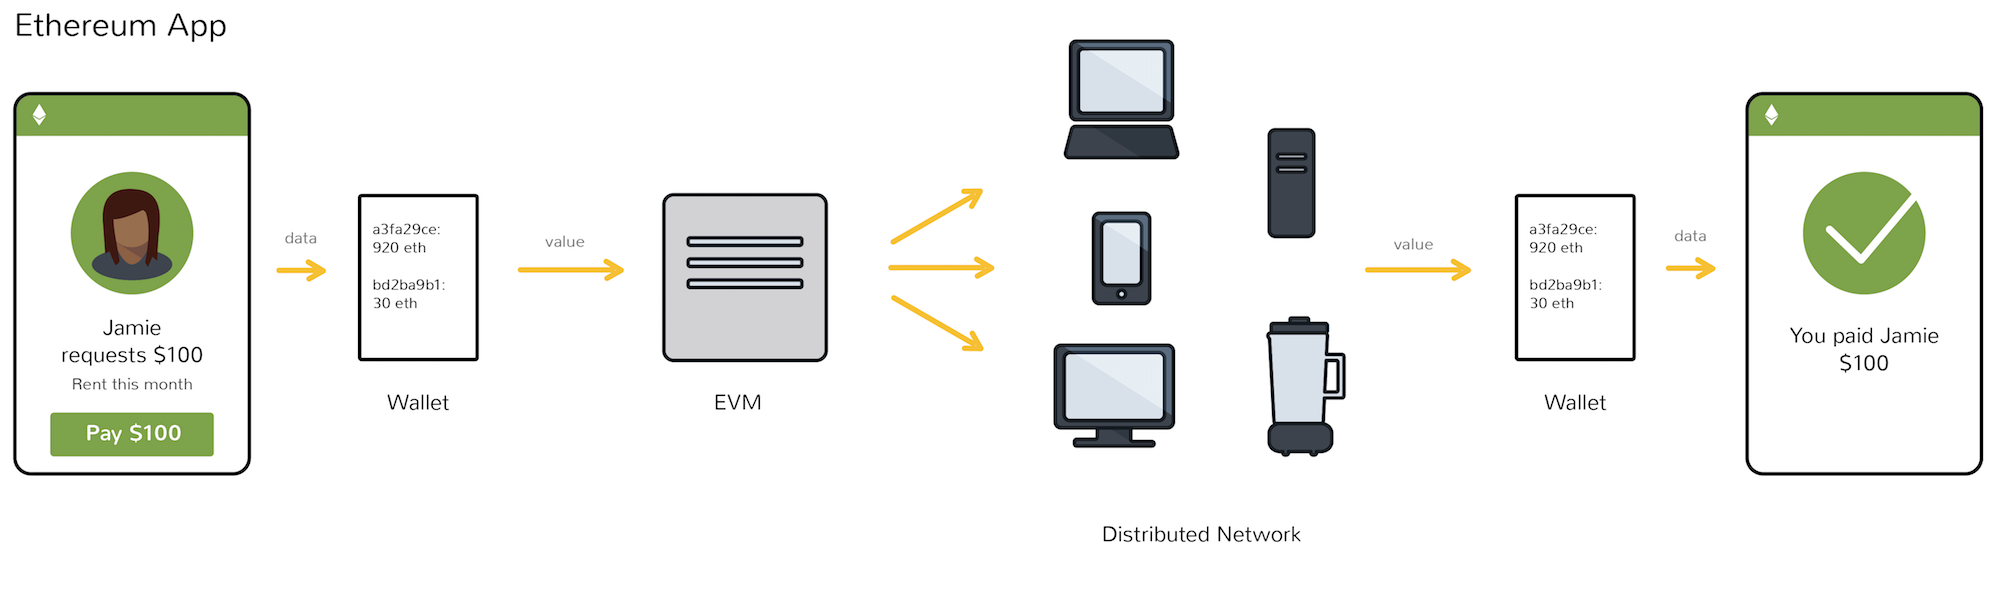 Ethereum App
Jamie
requests $100
Rent this month
Pay $100
data
a3fa29ce:
920 eth
bd2ba9b1:
30 eth
Wallet
value
EVM
Distributed Network
value
a3fa29ce:
920 eth
bd2ba9b1:
30 eth
Wallet
data
You paid Jamie
$100